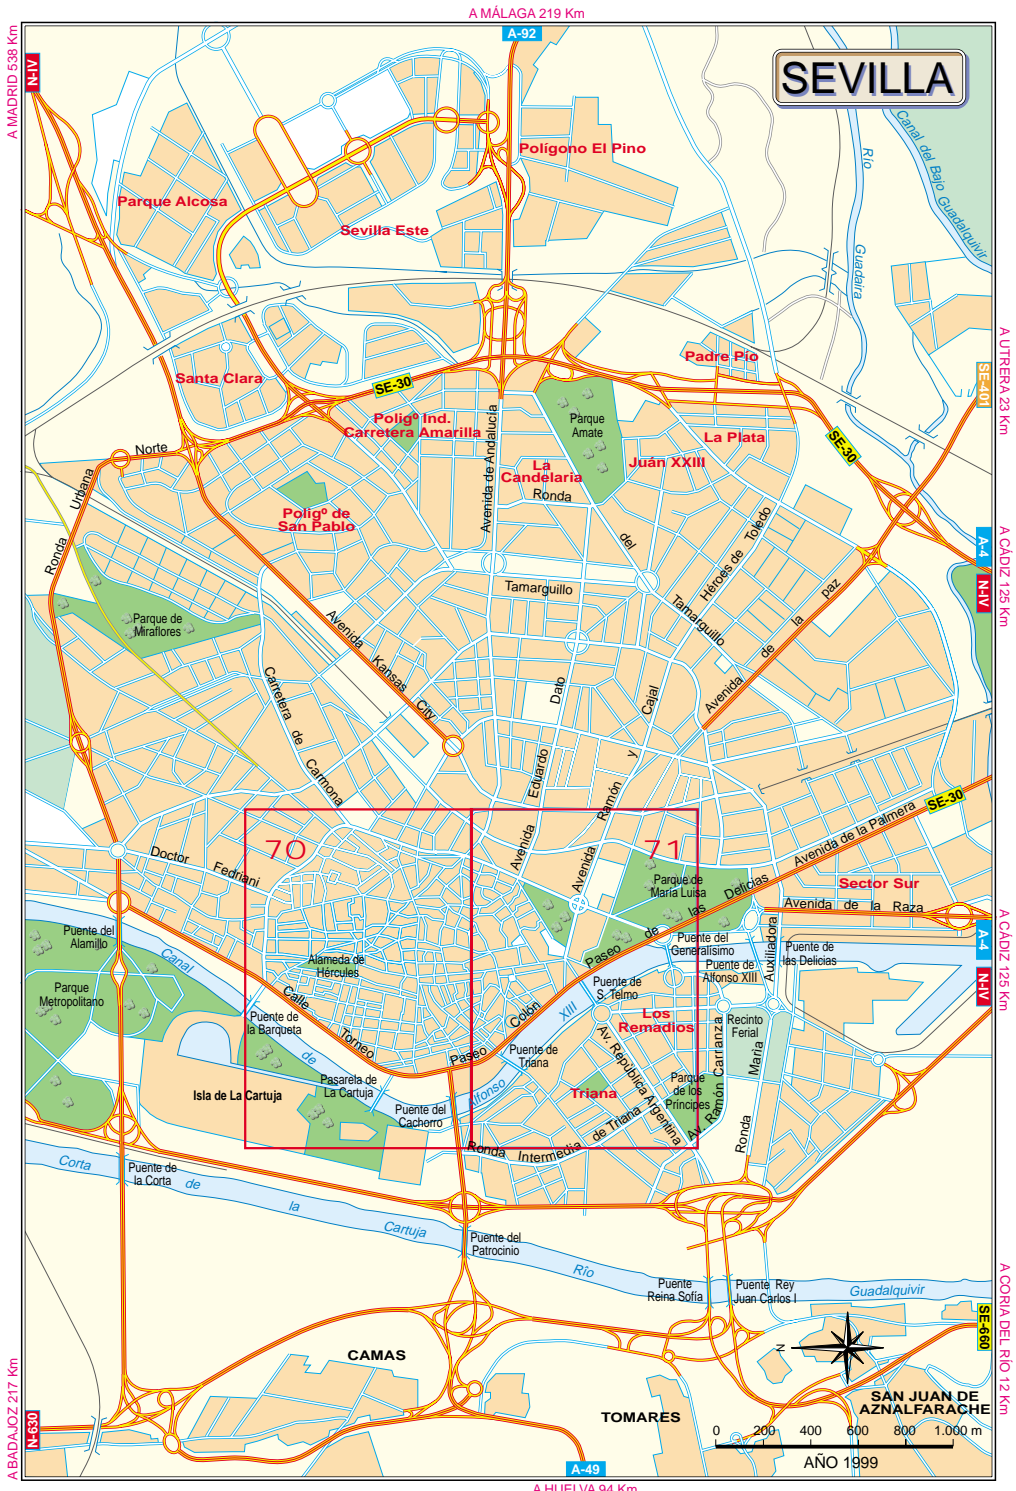 A MÁLAGA 219 Km
A-92
A MADRID 538 Km
N-IV
SEVILLA
Canal del Bajo Guadalquivir
Río
Guadaira
Polígono El Pino
Parque Alcosa
Sevilla Este
Padre Pío
Santa Clara
SE-30
A UTRERA 23 Km
SE-401
Poligº Ind.
Carretera Amarilla
Parque
Amate
Avenida de Andalucía
La Plata
SE-30
Norte
Urbana
Ronda
La
Candelaria
Juán XXIII
Ronda
del
Tamarguillo
Poligº de
San Pablo
Héroes de Toledo
A-4
N-IV
A CÁDIZ 125 Km
Tamarguillo
Avenida de la paz
Parque de
Miraflores
Avenida Kansas City
Carretera de Carmona
Avenida Eduardo Dato
Avenida Ramón y Cajal
SE-30
Avenida de la Palmera
70
71
Doctor Fedriani
Parque de
María Luisa
Sector Sur
Paseo de las Delicias
Avenida de la Raza
A-4
N-IV
A CÁDIZ 125 Km
Puente del
Alamillo
Canal
de
Alfonso
XIII
Puente del
Generalísimo
Puente de
las Delicias
Auxiliadora
Alameda de
Hércules
Puente de
Alfonso XIII
Parque
Metropolitano
Puente de
S. Telmo
Calle Torneo
Paseo Colón
Los
Remadios
Recinto
Ferial
Puente de
la Barqueta
Puente de
Triana
Av. República Argentina
María
Ronda
Pasarela de
La Cartuja
Isla de La Cartuja
Triana
Parque
de los
Príncipes
Av. Ramón Carranza
Puente del
Cachorro
Ronda Intermedia de Triana
Corta de la Cartuja
Puente de
la Corta
Puente del
Patrocinio
Río
Guadalquivir
Puente
Reina Sofía
Puente Rey
Juan Carlos I
A CORIA DEL RÍO 12 Km
SE-660
N
CAMAS
TOMARES
SAN JUAN DE
AZNALFARACHE
0 200 400 600 800 1.000 m
AÑO 1999
A BADAJOZ 217 Km
N-630
A-49
A HUELVA 94 Km